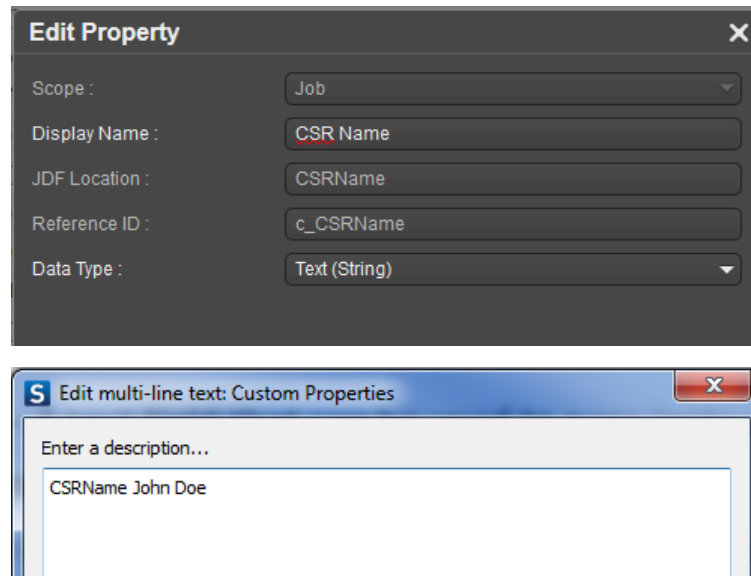 Edit Property
Scope : Job
Display Name : CSR Name
JDF Location : CSRName
Reference ID : c_CSRName
Data Type : Text (String)
S Edit multi-line text: Custom Properties
Enter a description...
CSRName John Doe